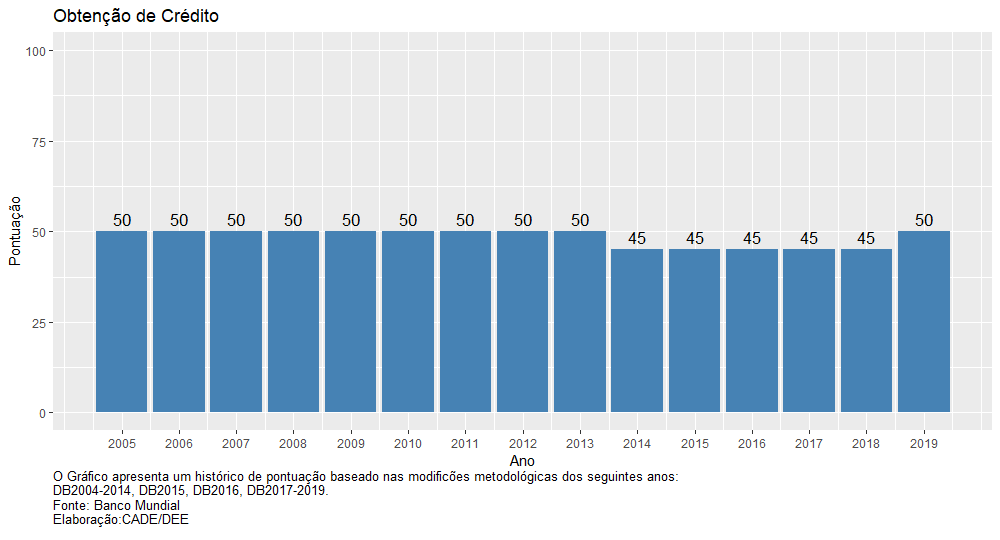 Obtenção de Crédito
100
75
50
25
0
Pontuação
50 50 50 50 50 50 50 50 50 45 45 45 45 45 50
2005 2006 2007 2008 2009 2010 2011 2012 2013 2014 2015 2016 2017 2018 2019
Ano
O Gráfico apresenta um histórico de pontuação baseado nas modificões metodológicas dos seguintes anos:
DB2004-2014, DB2015, DB2016, DB2017-2019.
Fonte: Banco Mundial
Elaboração:CADE/DEE